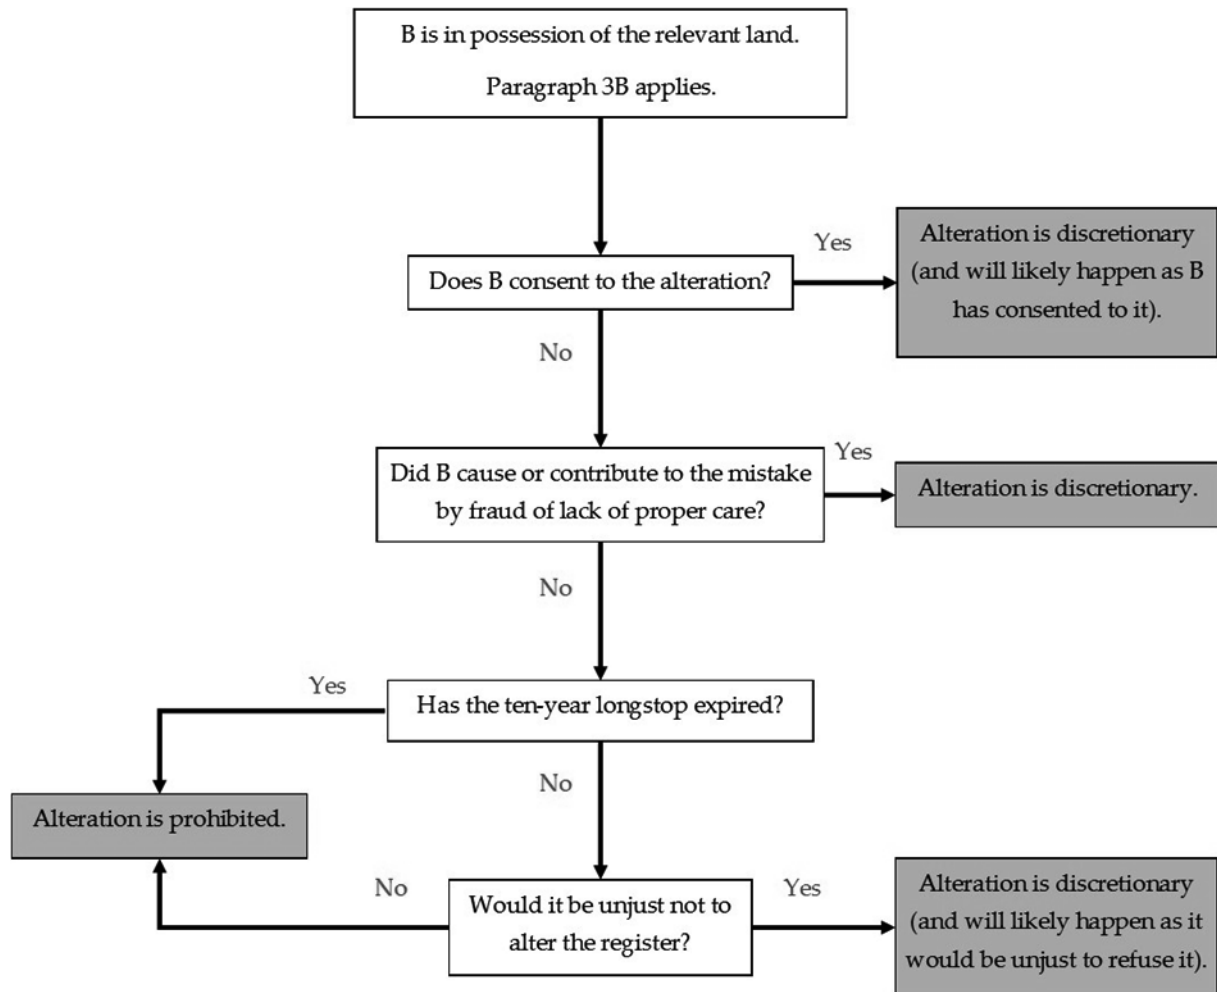 B is in possession of the relevant land.
Paragraph 3B applies.
Yes
Alteration is discretionary
(and will likely happen as B
has consented to it).
Does B consent to the alteration?
No
Did B cause or contribute to the mistake
by fraud of lack of proper care?
Yes
Alteration is discretionary.
No
Yes
Has the ten-year longstop expired?
No
Alteration is prohibited.
No
Would it be unjust not to
alter the register?
Yes
Alteration is discretionary
(and will likely happen as it
would be unjust to refuse it).